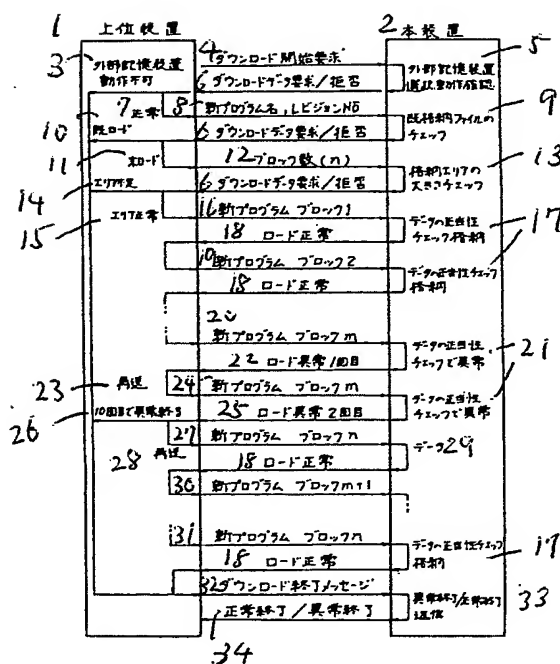 1 上位装置
2 本装置
3 外部記憶装置
動作不可
4 ダウンロード開始要求
5
6 ダウンロードデータ要求/拒否
外部記憶装置
動作確認
7 正常
8 新プログラム名,レビジョンNO
9
10 既ロード
6 ダウンロードデータ要求/拒否
既格納ファイルの
チェック
11 未ロード
12 ブロック数(n)
13
14 エリア不足
6 ダウンロードデータ要求/拒否
格納エリアの
大きさチェック
15 エリア正常
16 新プログラム ブロック1
17
18 ロード正常
データの正当性
チェック格納
19 新プログラム ブロック2
18 ロード正常
データの正当性チェック
格納
20
新プログラム ブロックm
21
22 ロード異常1回目
データの正当性
チェックで異常
23 再送
24 新プログラム ブロックm
25 ロード異常2回目
データの正当性
チェックで異常
26 10回目で異常終了
27 新プログラム ブロックn
28 再送
18 ロード正常
データ29
30 新プログラム ブロックm+1
31 新プログラム ブロックn
18 ロード正常
データの正当性チェック
格納
17
32 ダウンロード終了メッセージ
33
異常終了/正常終了
返信
正常終了/異常終了
34